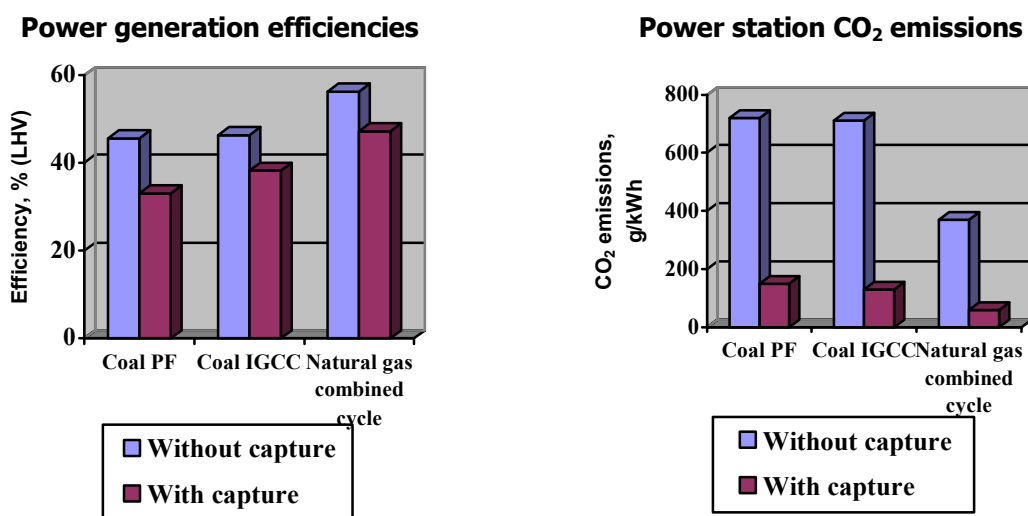 Power generation efficiencies
Efficiency, % (LHV)
60
40
20
0
Coal PF
Coal IGCC
Natural gas
combined
cycle
Without capture
With capture
Power station CO₂ emissions
CO₂ emissions,
g/kWh
800
600
400
200
0
Coal PF
Coal IGCC
Natural gas
combined
cycle
Without capture
With capture